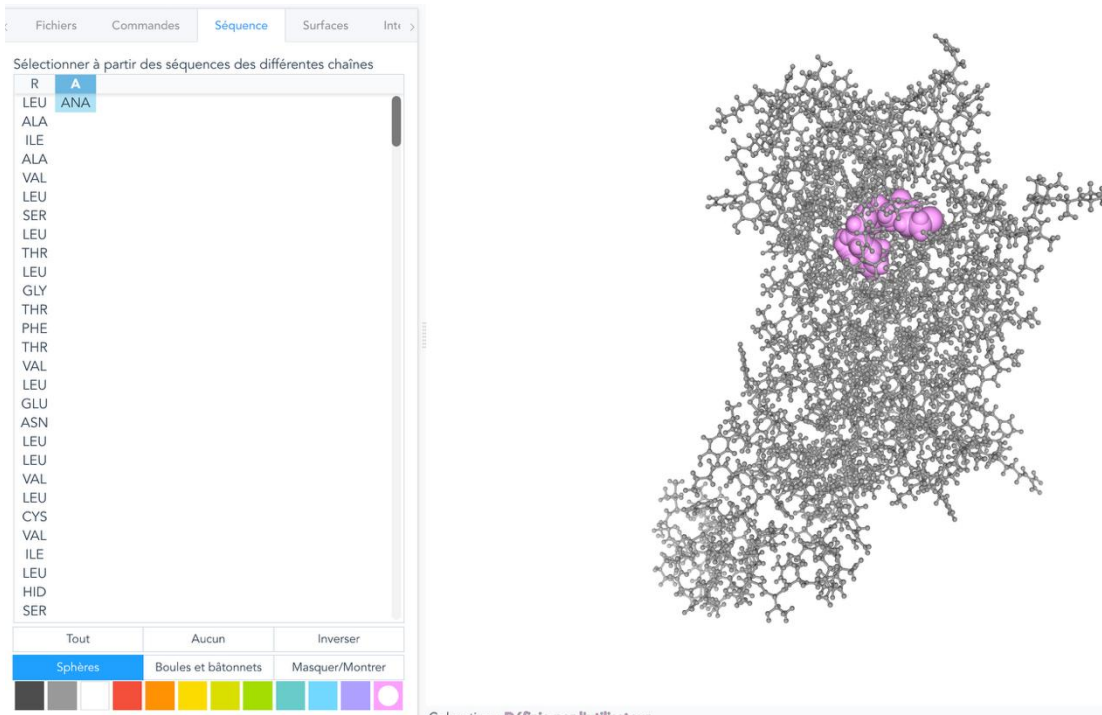 Fichiers Commandes Séquence Surfaces Inte
Sélectionner à partir des séquences des différentes chaînes
R A
LEU ANA
ALA
ILE
ALA
VAL
LEU
SER
LEU
THR
LEU
GLY
THR
PHE
THR
VAL
LEU
GLU
ASN
LEU
LEU
VAL
LEU
CYS
VAL
ILE
LEU
HID
SER
Tout Aucun Inverser
Sphères Boules et bâtonnets Masquer/Montrer